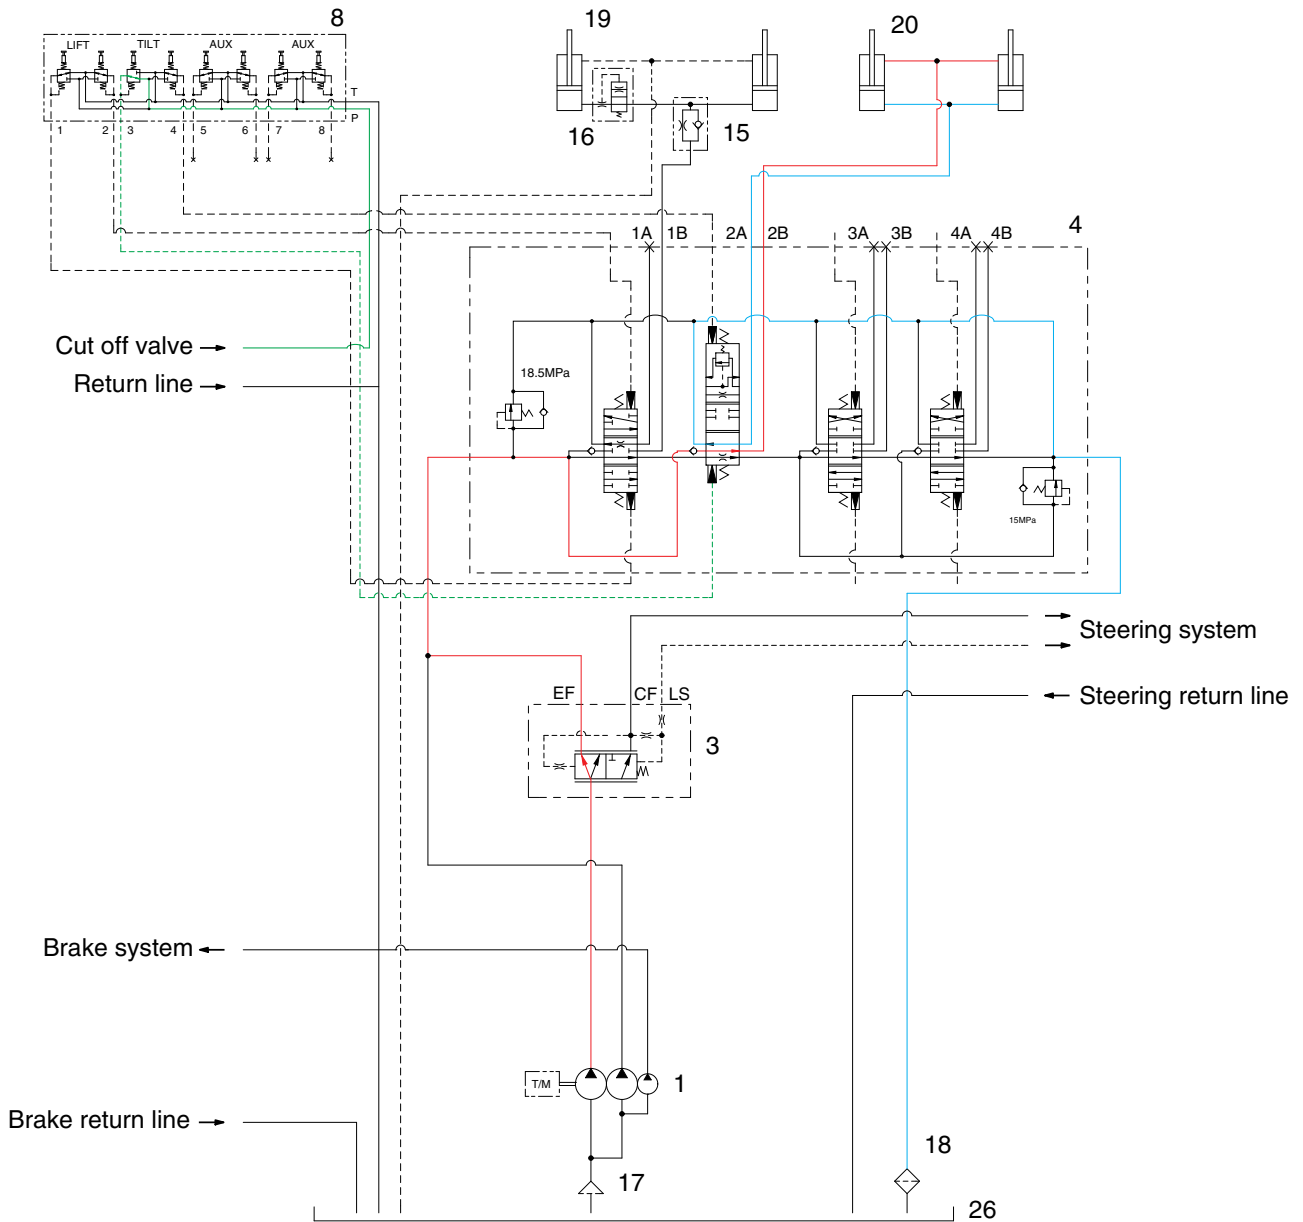 8
19
20
LIFT
TILT
AUX
AUX
T
P
1
2
3
4
5
6
7
8
16
15
1A
1B
2A
2B
3A
3B
4A
4B
4
Cut off valve
Return line
18.5MPa
15MPa
Steering system
EF
CF
LS
Steering return line
3
Brake system
T/M
1
Brake return line
18
17
26